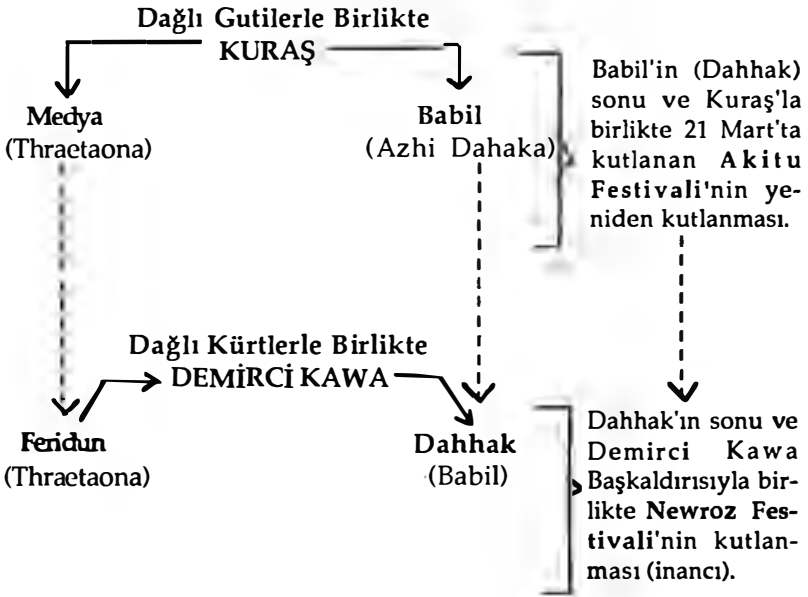 Dağlı Gutilerle Birlikte
KURAŞ
Medya
(Thraetaona)
Babil
(Azhi Dahaka)
Babil'in (Dahhak)
sonu ve Kuraş'la
birlikte 21 Mart'ta
kutlanan Akitu
Festivali'nin ye-
niden kutlanması.
Dağlı Kürtlerle Birlikte
DEMİRCİ KAWA
Feridun
(Thraetaona)
Dahhak
(Babil)
Dahhak'ın sonu ve
Demirci Kawa
Başkaldırısıyla bir-
likte Newroz Fes-
tivali'nin kutlan-
ması (inancı).